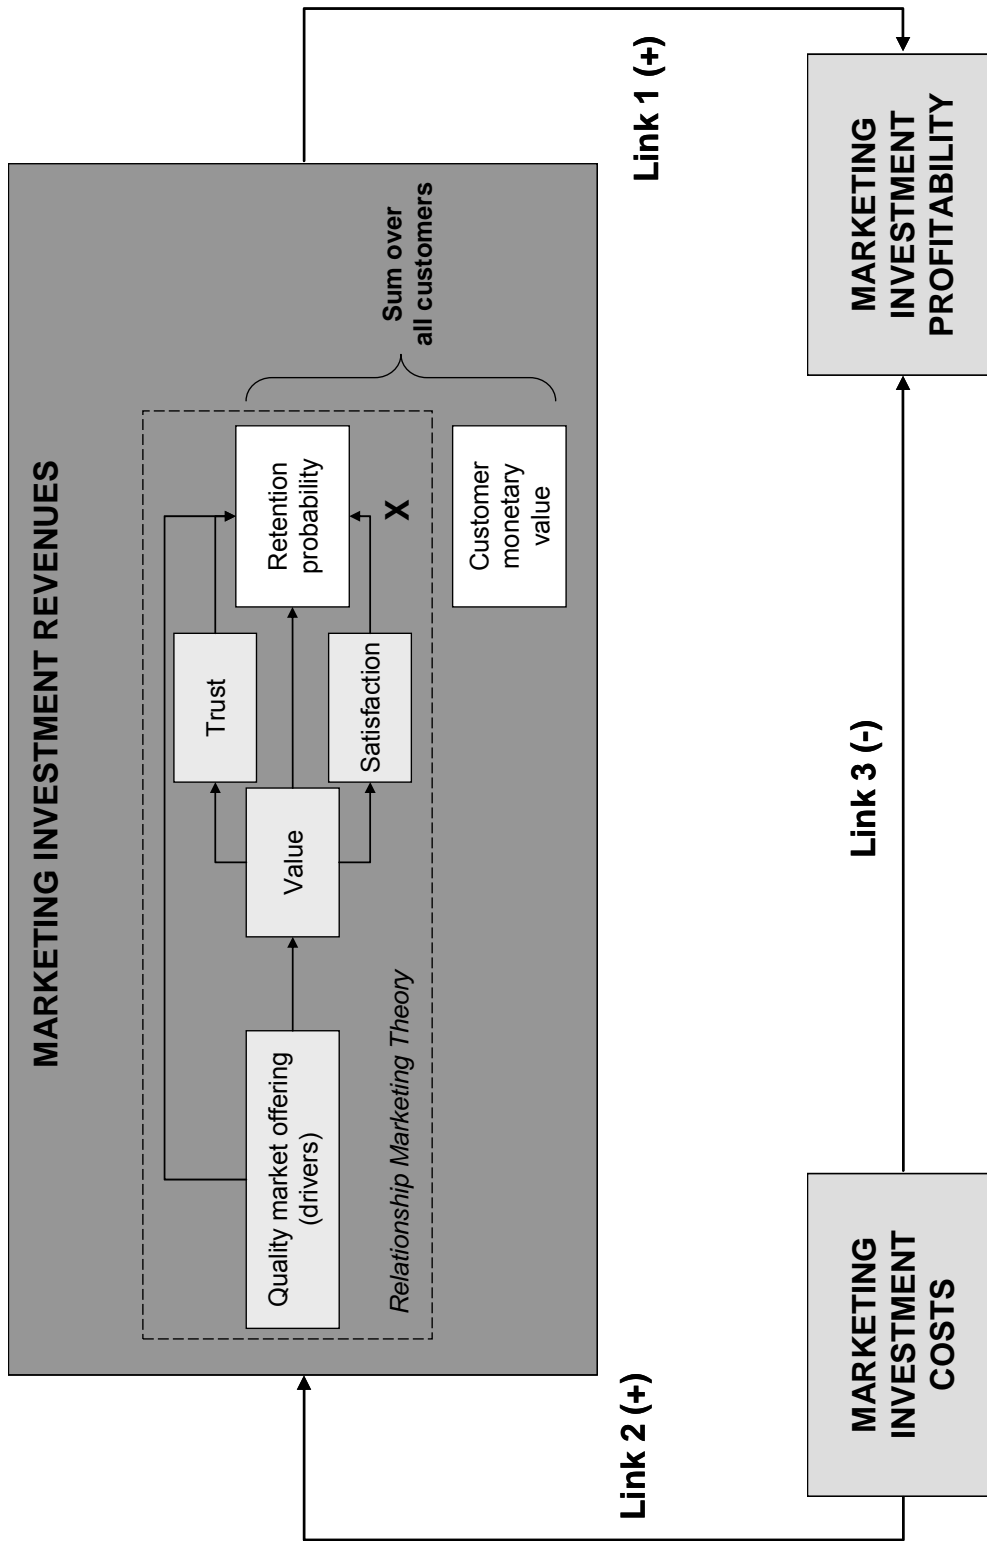 MARKETING INVESTMENT REVENUES
Quality market offering
(drivers)
Value
Trust
Satisfaction
Retention
probability
X
Customer
monetary
value
Sum over
all customers
Relationship Marketing Theory
Link 2 (+)
Link 1 (+)
Link 3 (-)
MARKETING
INVESTMENT
COSTS
MARKETING
INVESTMENT
PROFITABILITY